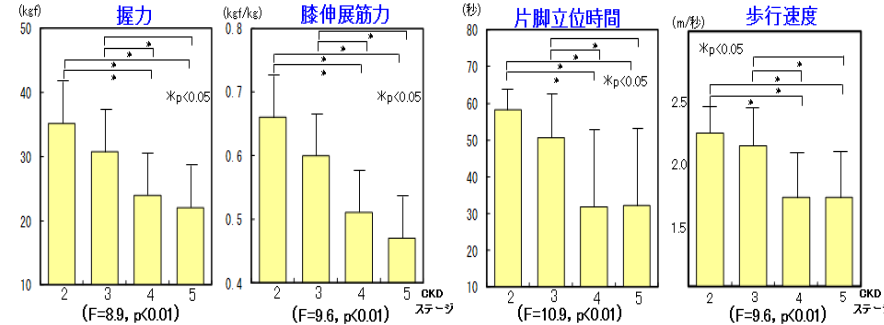 握力
(kgf)
50
40
30
20
10
*
*
*
*
*p<0.05
2 3 4 5
(F=8.9, p<0.01)
膝伸展筋力
(kgf/kg)
0.8
0.7
0.6
0.5
0.4
*
*
*
*
*p<0.05
2 3 4 5
CKD
ステージ
(F=9.6, p<0.01)
片脚立位時間
(秒)
80
70
60
50
40
30
20
10
*
*
*
*
*p<0.05
2 3 4 5
(F=10.9, p<0.01)
歩行速度
(m/秒)
*p<0.05
2.5
2.0
1.5
*
*
*
*
2 3 4 5
CKD
ステージ
(F=9.6, p<0.01)